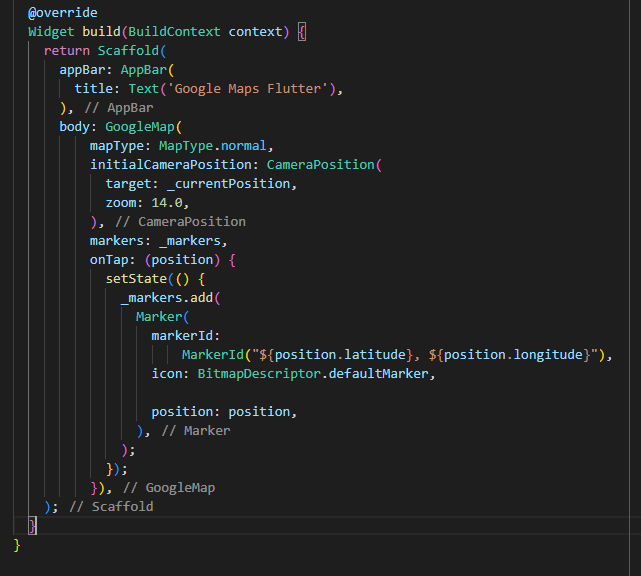 @override
Widget build(BuildContext context) {
return Scaffold(
appBar: AppBar(
title: Text('Google Maps Flutter'),
), // AppBar
body: GoogleMap(
mapType: MapType.normal,
initialCameraPosition: CameraPosition(
target: _currentPosition,
zoom: 14.0,
), // CameraPosition
markers: _markers,
onTap: (position) {
setState(() {
_markers.add(
Marker(
markerId:
MarkerId("${position.latitude}, ${position.longitude}"),
icon: BitmapDescriptor.defaultMarker,
position: position,
), // Marker
);
});
}), // GoogleMap
); // Scaffold
}
}